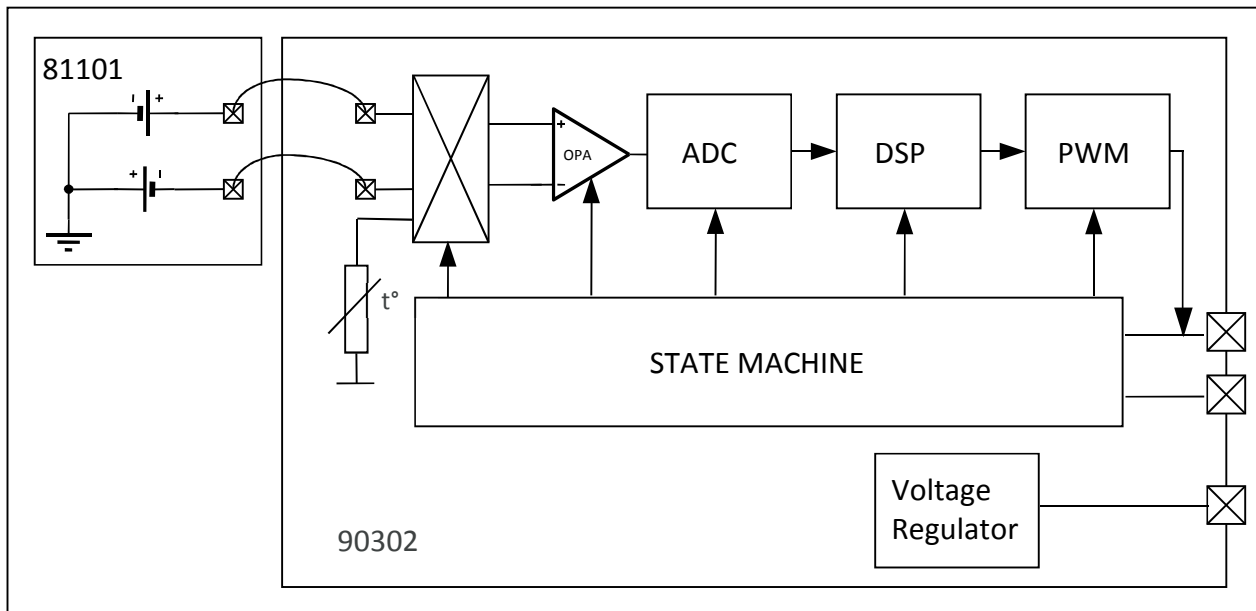 81101
+
+
+
OPA
−
ADC
DSP
PWM
t°
STATE MACHINE
Voltage
Regulator
90302